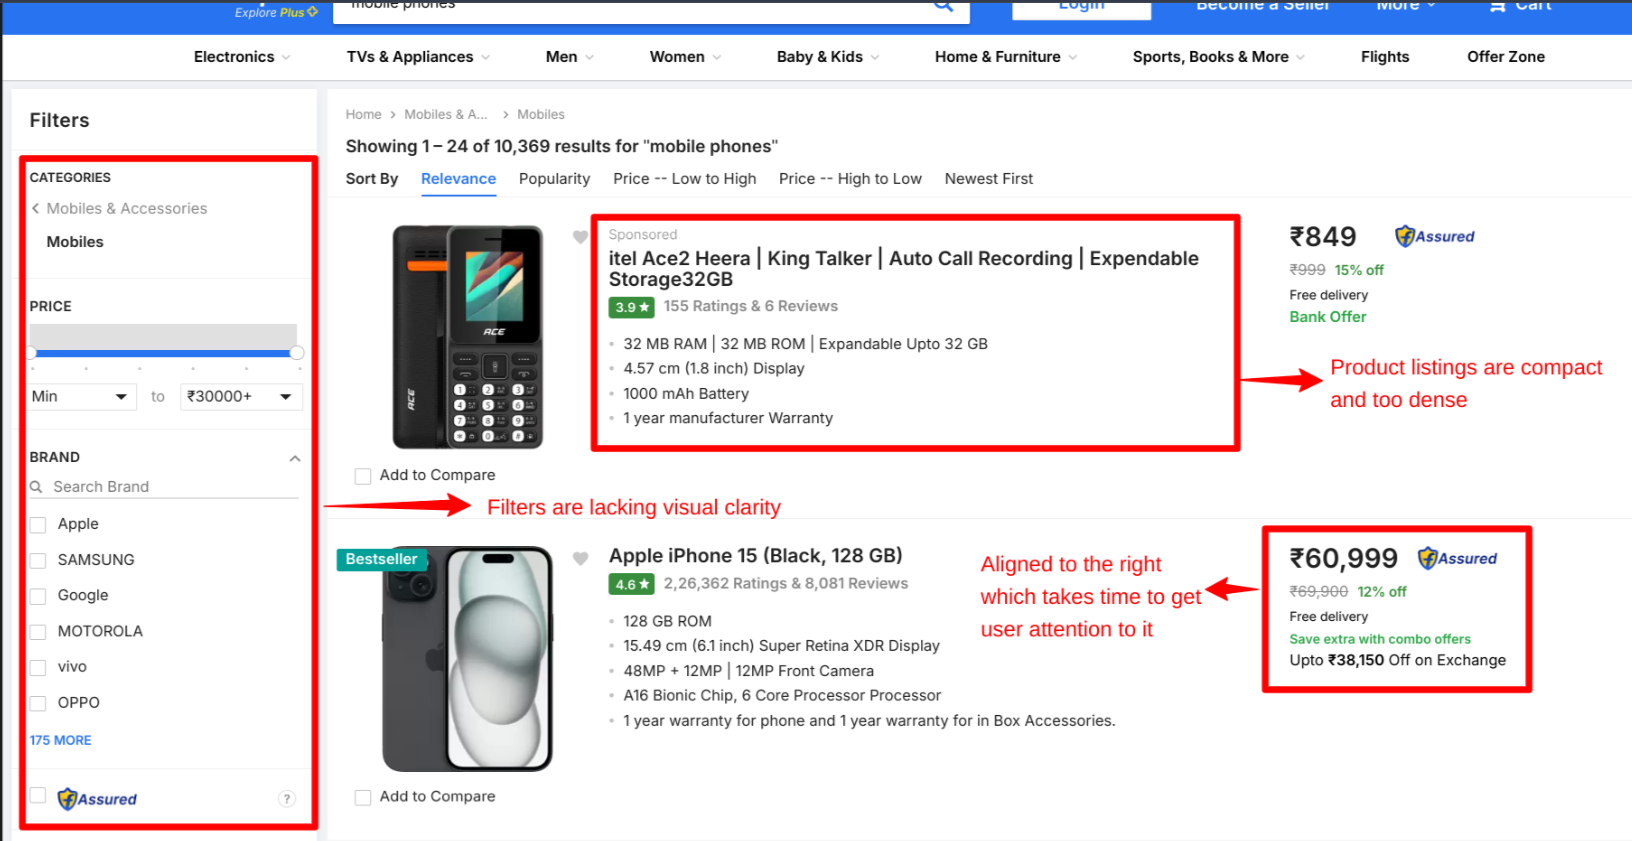 Explore Plus
mobile phones
Login
Become a Seller
More
Cart
Electronics
TVs & Appliances
Men
Women
Baby & Kids
Home & Furniture
Sports, Books & More
Flights
Offer Zone
Filters
CATEGORIES
Mobiles & Accessories
Mobiles
PRICE
Min
to
₹30000+
BRAND
Search Brand
Apple
SAMSUNG
Google
MOTOROLA
vivo
OPPO
175 MORE
Assured
?
Home > Mobiles & A... > Mobiles
Showing 1 – 24 of 10,369 results for "mobile phones"
Sort By Relevance Popularity Price -- Low to High Price -- High to Low Newest First
ACE
ACE
Sponsored
itel Ace2 Heera | King Talker | Auto Call Recording | Expendable
Storage32GB
3.9 ★ 155 Ratings & 6 Reviews
32 MB RAM | 32 MB ROM | Expandable Upto 32 GB
4.57 cm (1.8 inch) Display
1000 mAh Battery
1 year manufacturer Warranty
₹849
Assured
₹999 15% off
Free delivery
Bank Offer
Product listings are compact
and too dense
Add to Compare
Filters are lacking visual clarity
Bestseller
Apple iPhone 15 (Black, 128 GB)
4.6 ★ 2,26,362 Ratings & 8,081 Reviews
128 GB ROM
15.49 cm (6.1 inch) Super Retina XDR Display
48MP + 12MP | 12MP Front Camera
A16 Bionic Chip, 6 Core Processor Processor
1 year warranty for phone and 1 year warranty for in Box Accessories.
Aligned to the right
which takes time to get
user attention to it
₹60,999
Assured
₹69,900 12% off
Free delivery
Save extra with combo offers
Upto ₹38,150 Off on Exchange
Add to Compare